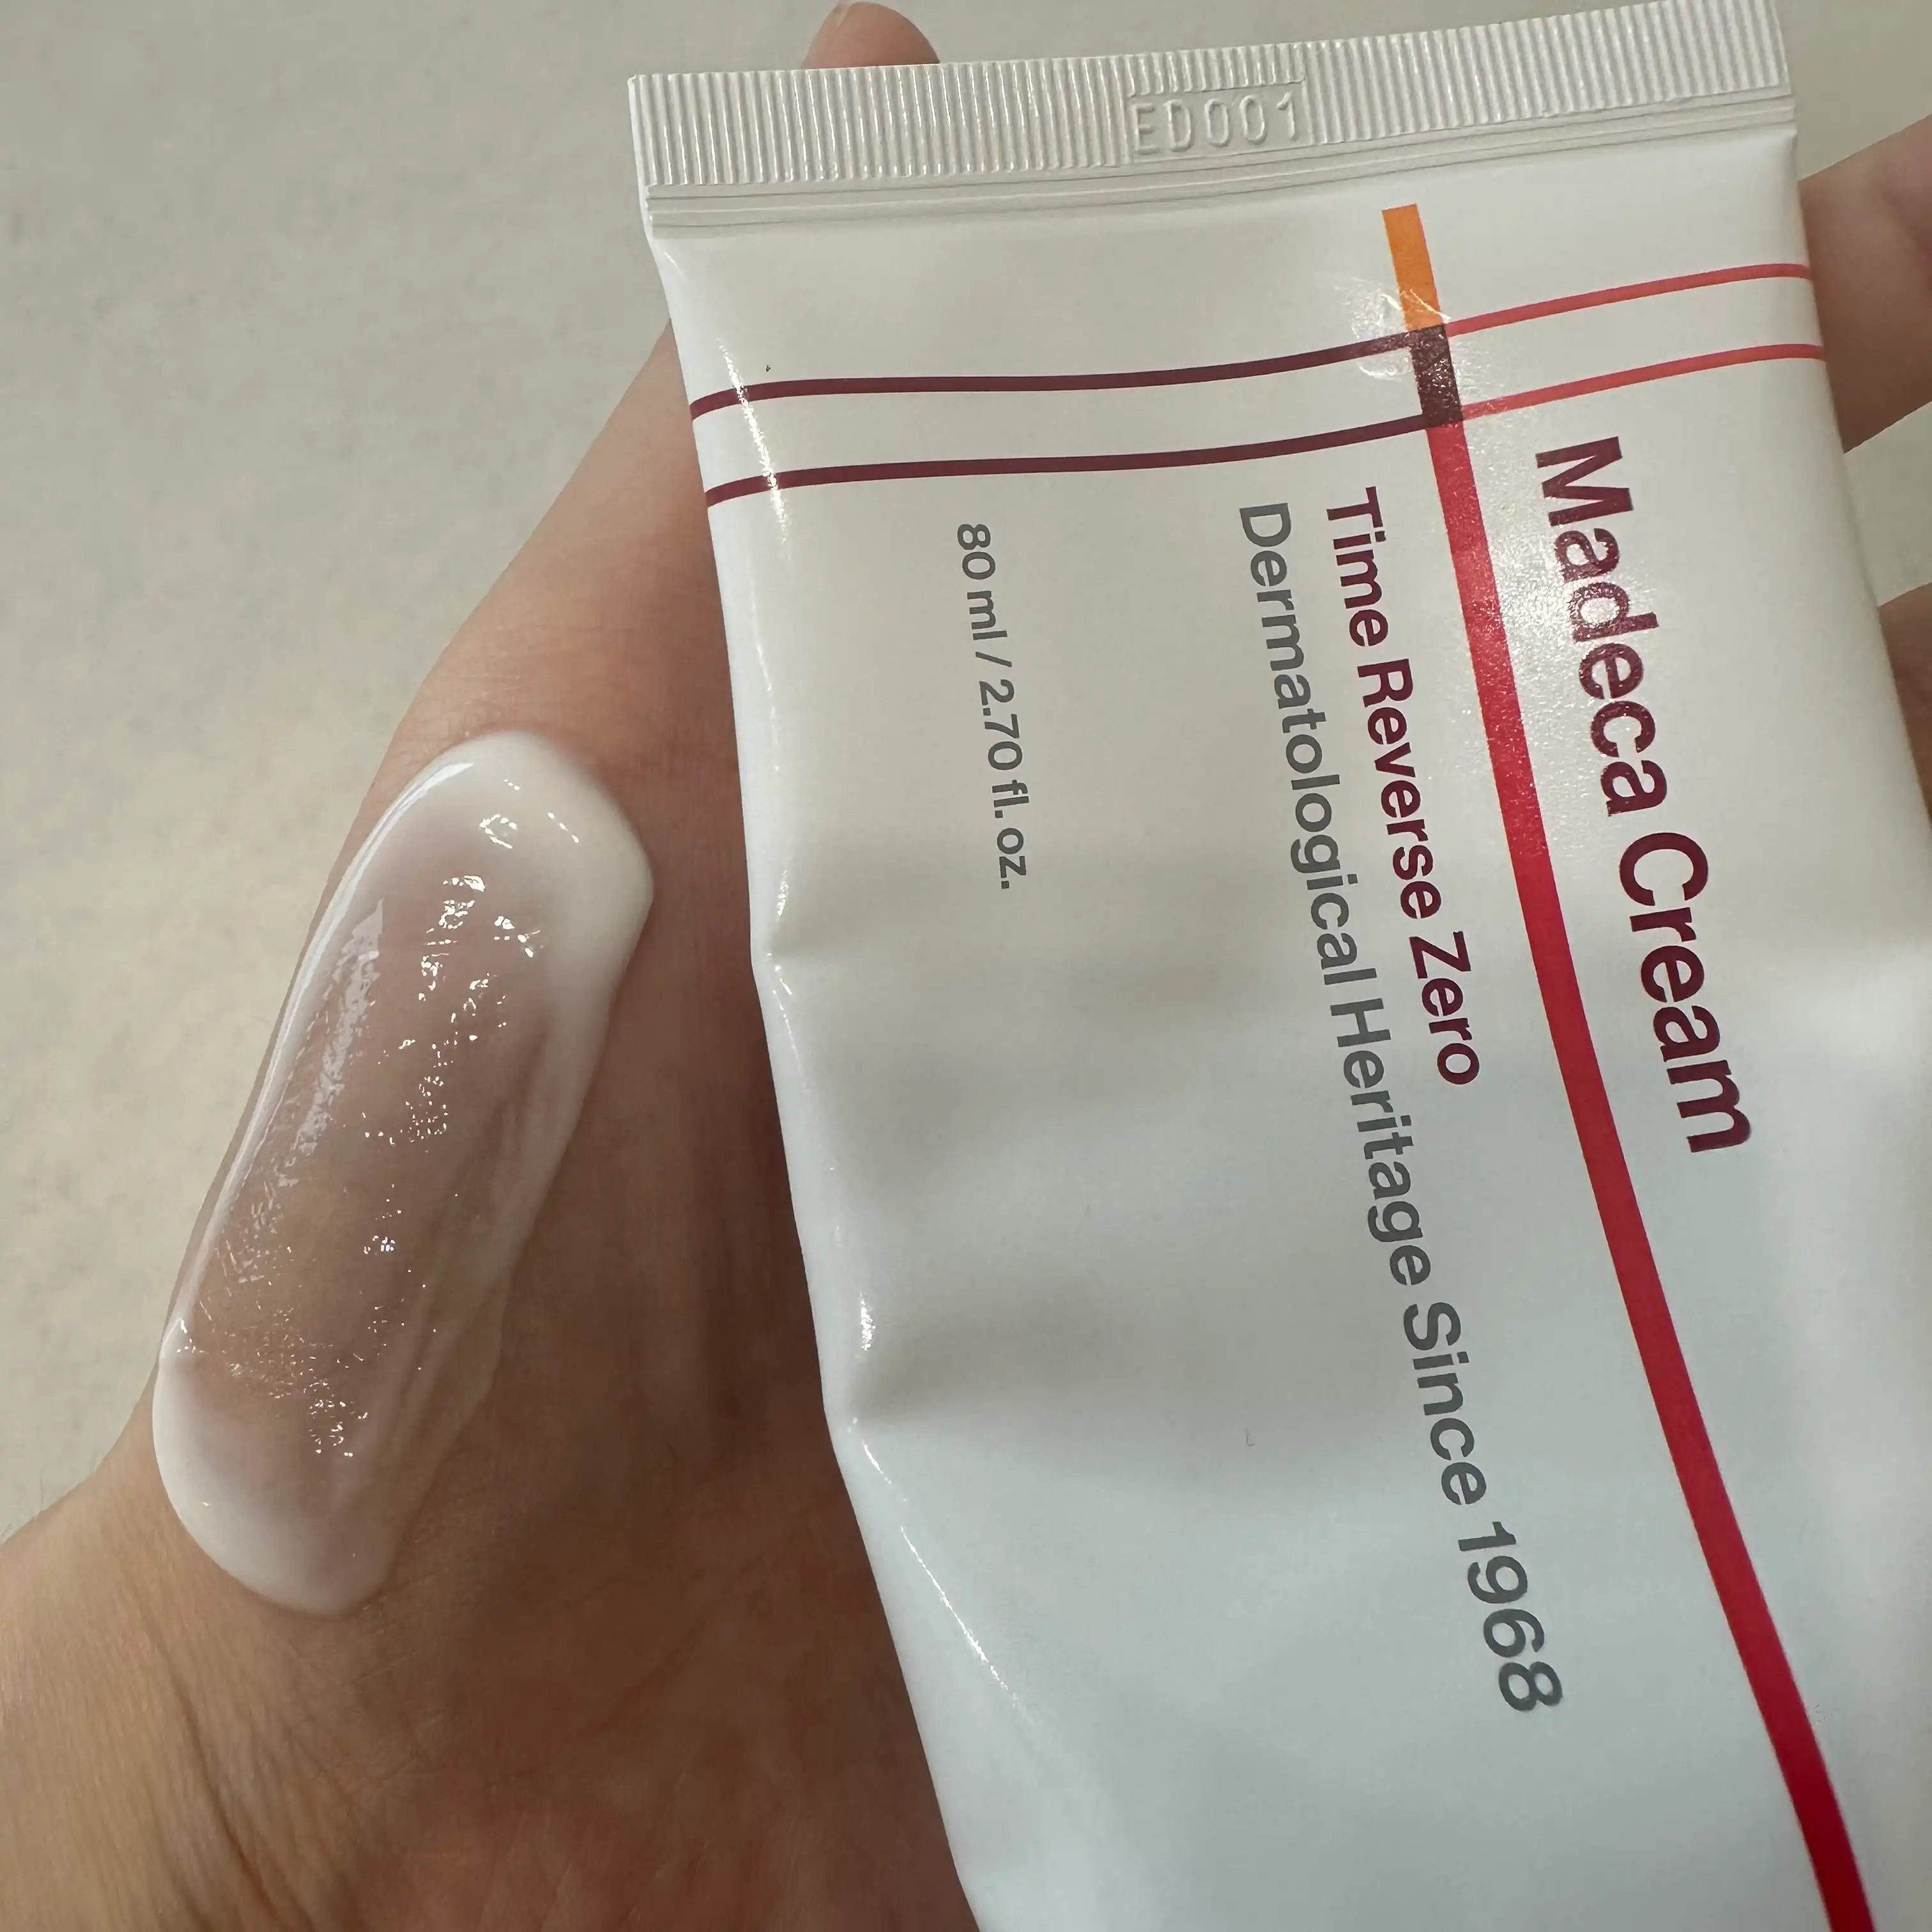 ED001
Madeca Cream
Time Reverse Zero
Dermatological Heritage Since 1968
80 ml / 2.70 fl. oz.